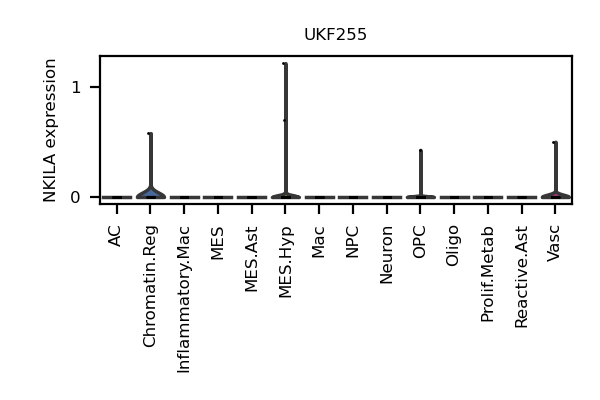 UKF255
NKILA expression
1
0
AC
Chromatin.Reg
Inflammatory.Mac
MES
MES.Ast
MES.Hyp
Mac
NPC
Neuron
OPC
Oligo
Prolif.Metab
Reactive.Ast
Vasc